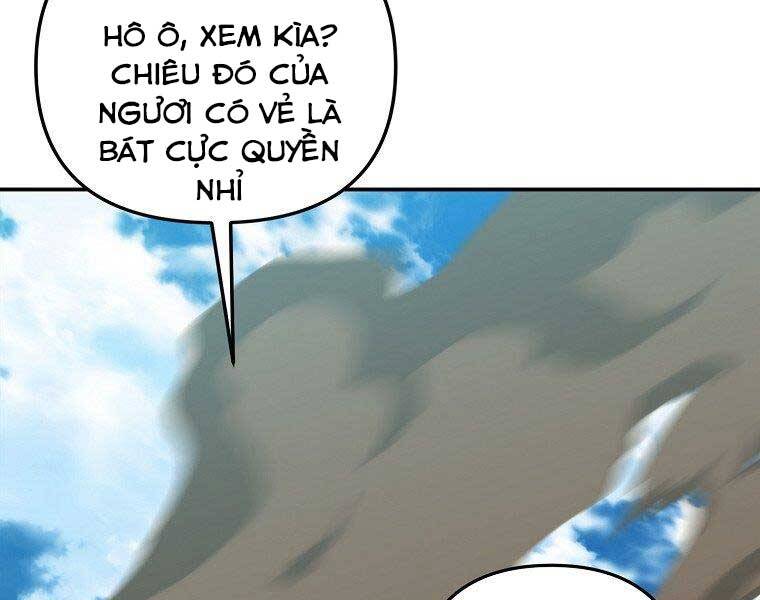 HÔ Ô, XEM KÌA?
CHIÊU ĐÓ CỦA
NGƯƠI CÓ VẺ LÀ
BÁT CỰC QUYỀN
NHỈ